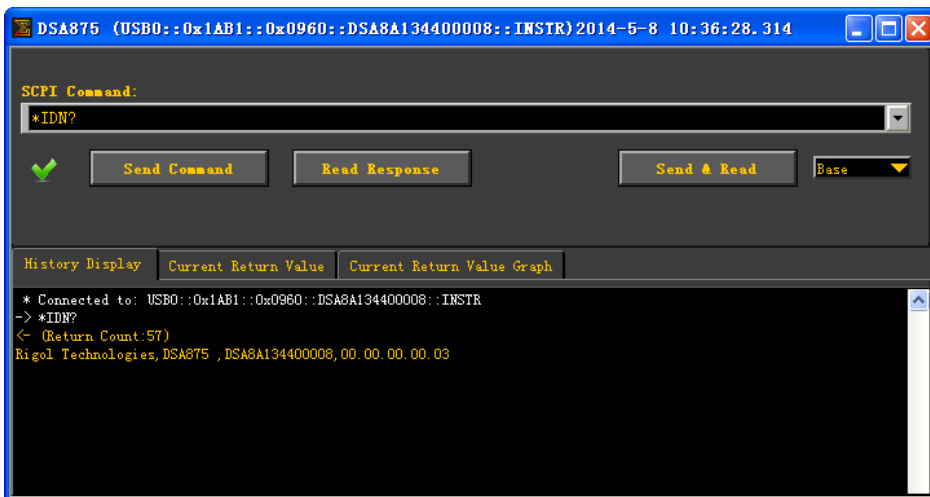 DSA875 (USB0::0x1AB1::0x0960::DSA8A134400008::INSTR)2014-5-8 10:36:28.314
SCPI Command:
*IDN?
Send Command Read Response Send & Read Base
History Display Current Return Value Current Return Value Graph
* Connected to: USB0::0x1AB1::0x0960::DSA8A134400008::INSTR
-> *IDN?
<- (Return Count:57)
Rigol Technologies,DSA875 ,DSA8A134400008,00.00.00.00.03